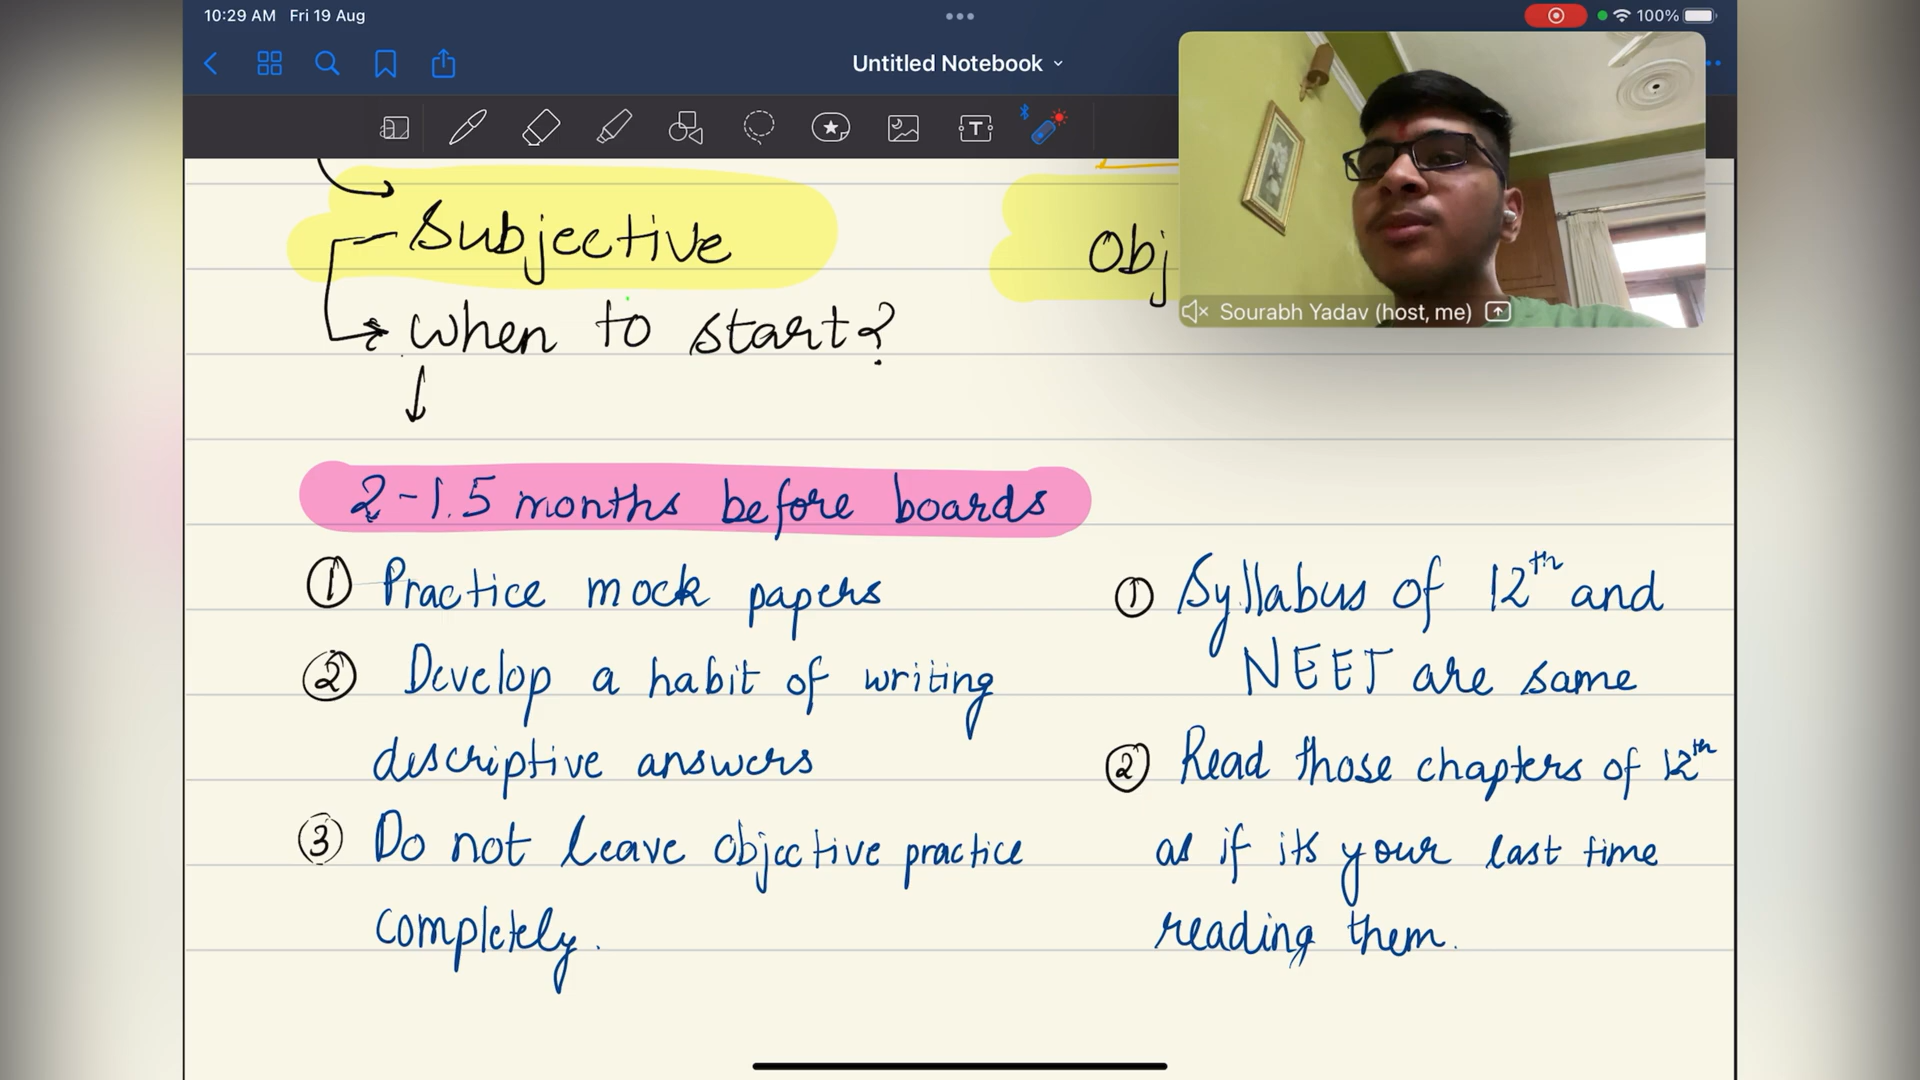 10:29 AM Fri 19 Aug
100%
Untitled Notebook
Subjective
Obj
Sourabh Yadav (host, me)
When to start?
2-1.5 months before boards
① Practice mock papers
② Develop a habit of writing
descriptive answers
③ Do not leave objective practice
completely.
① Syllabus of 12th and
NEET are same
② Read those chapters of 12th
as if its your last time
reading them.